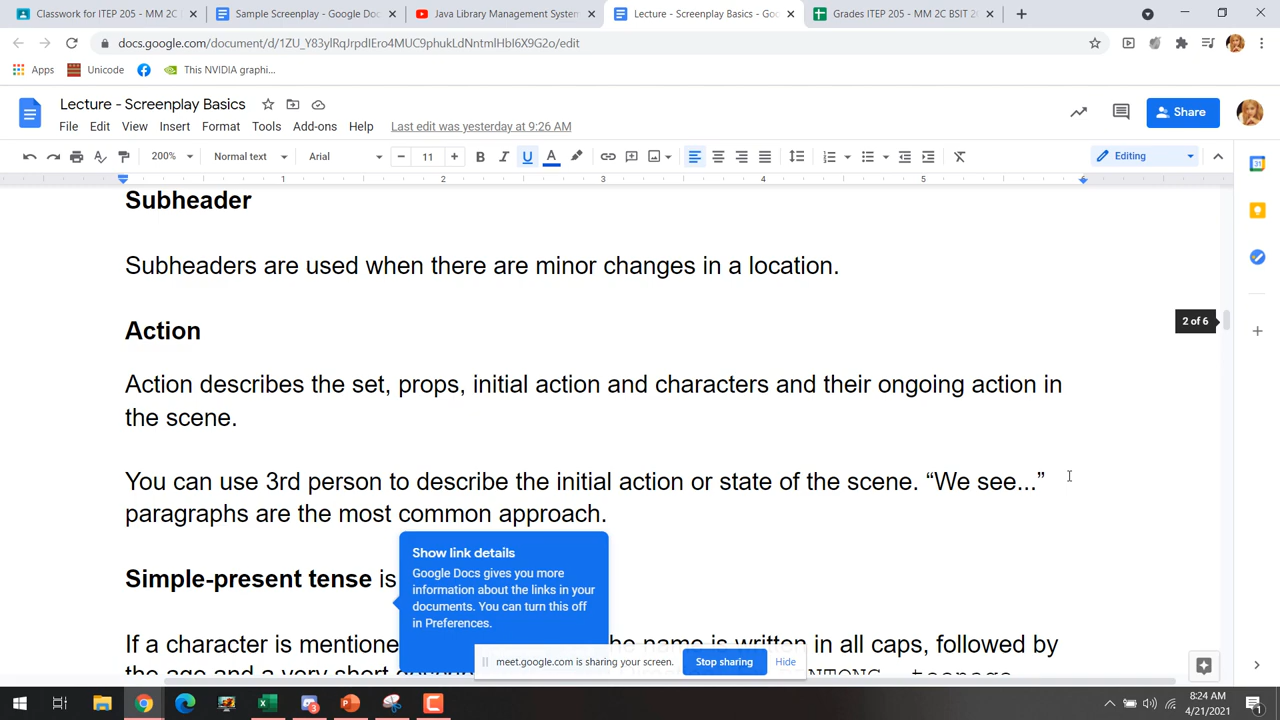 Classwork for ITEP 205 - MM 2C
Sample Screenplay - Google Do
Java Library Management System
Lecture - Screenplay Basics - Goo
Grades ITEP 205 - MM 2C BSIT 2
docs.google.com/document/d/1ZU_Y83ylRqJrpdIEro4MUC9phukLdNntmlHbI6X9G2o/edit
Apps
Unicode
This NVIDIA graphi...
Lecture - Screenplay Basics
File Edit View Insert Format Tools Add-ons Help Last edit was yesterday at 9:26 AM
Share
200% Normal text Arial 11 B I U A Editing
1 2 3 4 5 6
Subheader
Subheaders are used when there are minor changes in a location.
2 of 6
Action
Action describes the set, props, initial action and characters and their ongoing action in
the scene.
You can use 3rd person to describe the initial action or state of the scene. “We see...”
paragraphs are the most common approach.
Simple-present tense is
Show link details
Google Docs gives you more
information about the links in your
documents. You can turn this off
in Preferences.
If a character is mentione he name is written in all caps, followed by
the age and a very short
meet.google.com is sharing your screen. Stop sharing Hide
8:24 AM
4/21/2021